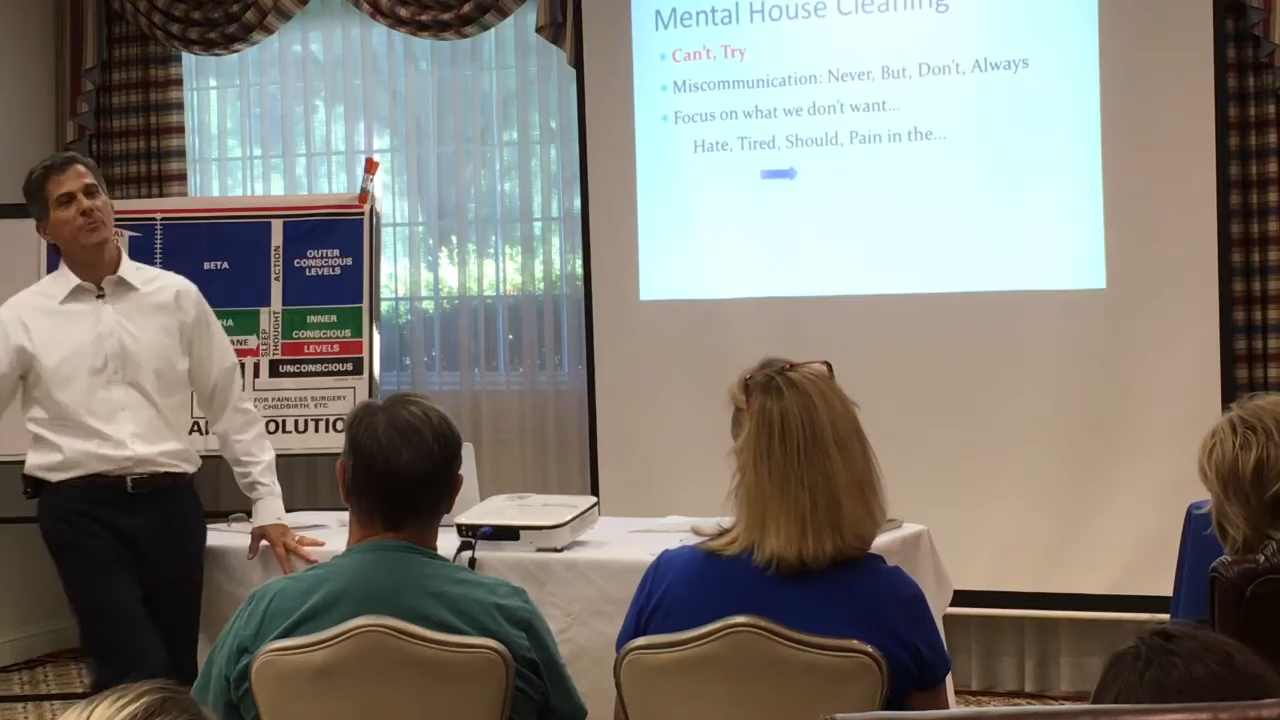 Mental House Cleaning
Can't, Try
Miscommunication: Never, But, Don't, Always
Focus on what we don't want...
Hate, Tired, Should, Pain in the...
BETA
ACTION
OUTER
CONSCIOUS
LEVELS
SLEEP
THOUGHT
INNER
CONSCIOUS
LEVELS
UNCONSCIOUS
FOR PAINLESS SURGERY
CHILDBIRTH, ETC.